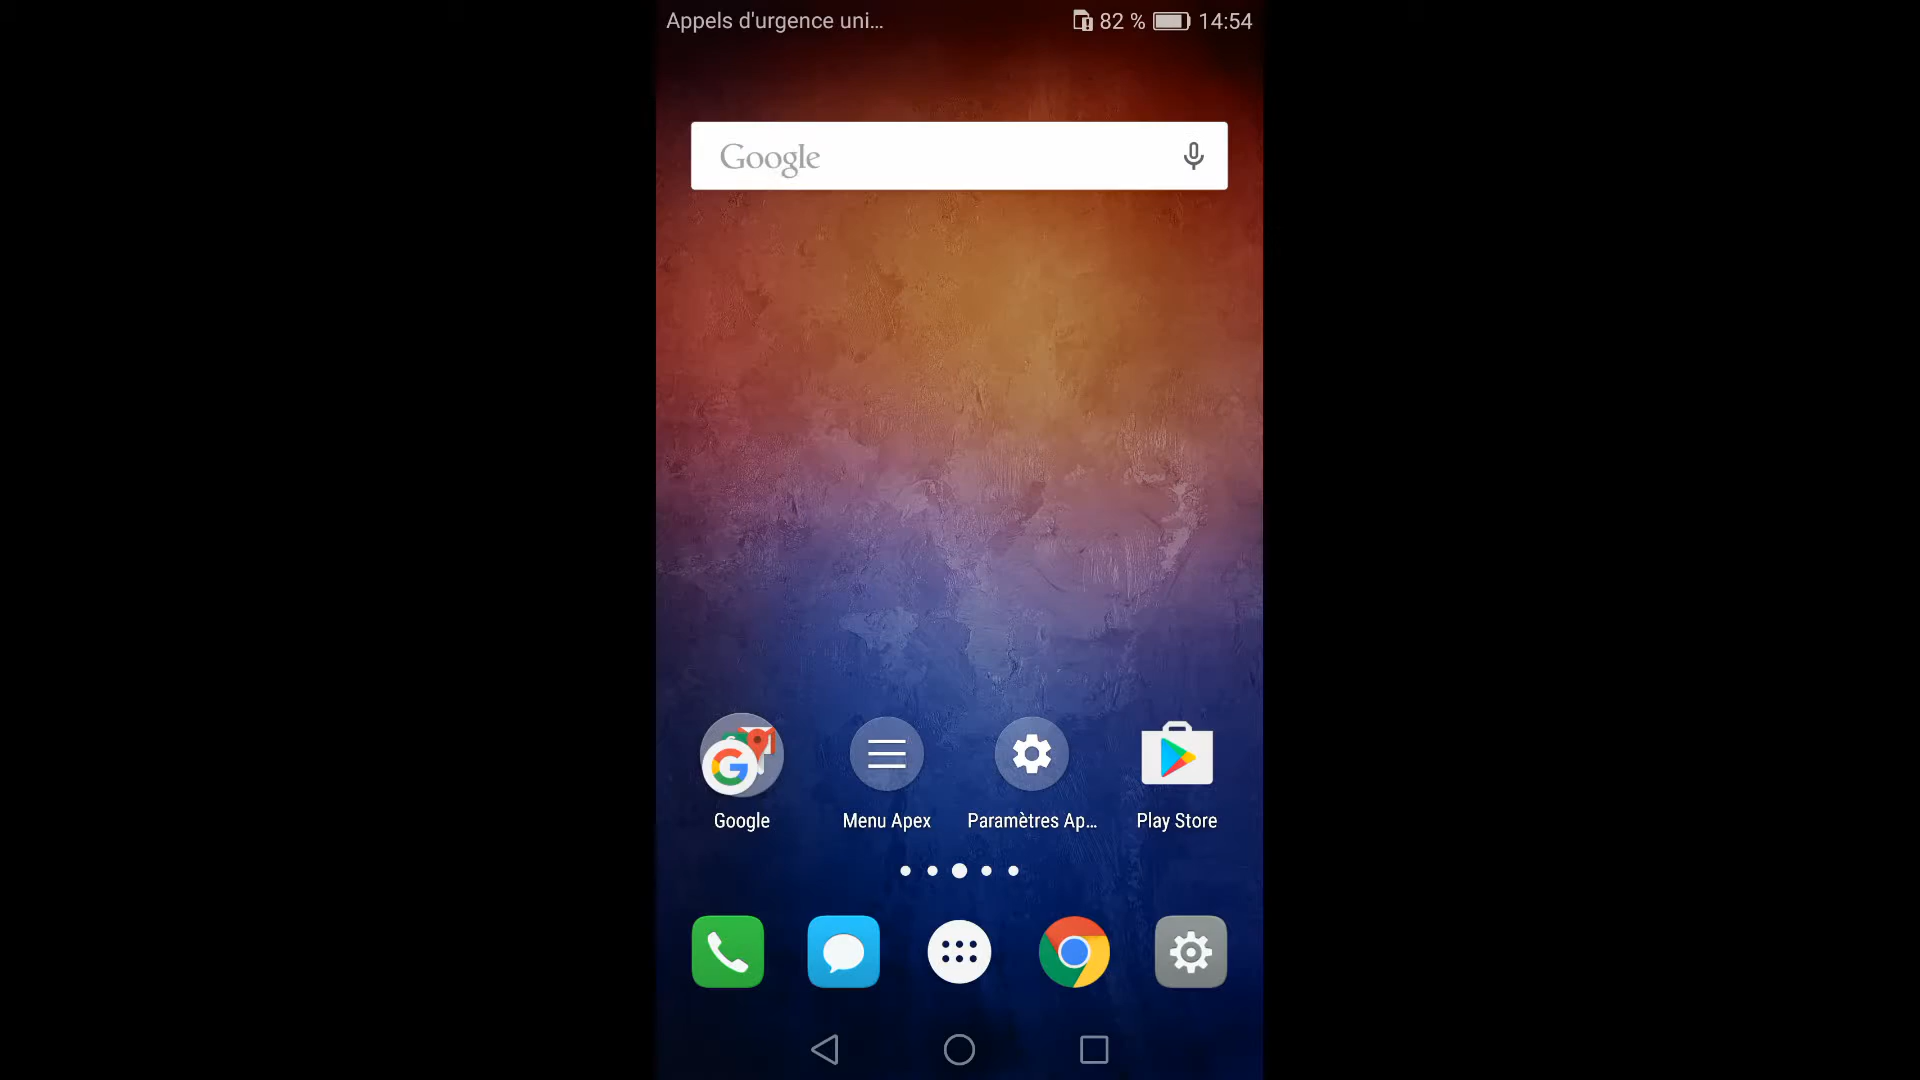 Appels d'urgence uni...
82 %
14:54
Google
Google
Menu Apex
Paramètres Ap...
Play Store